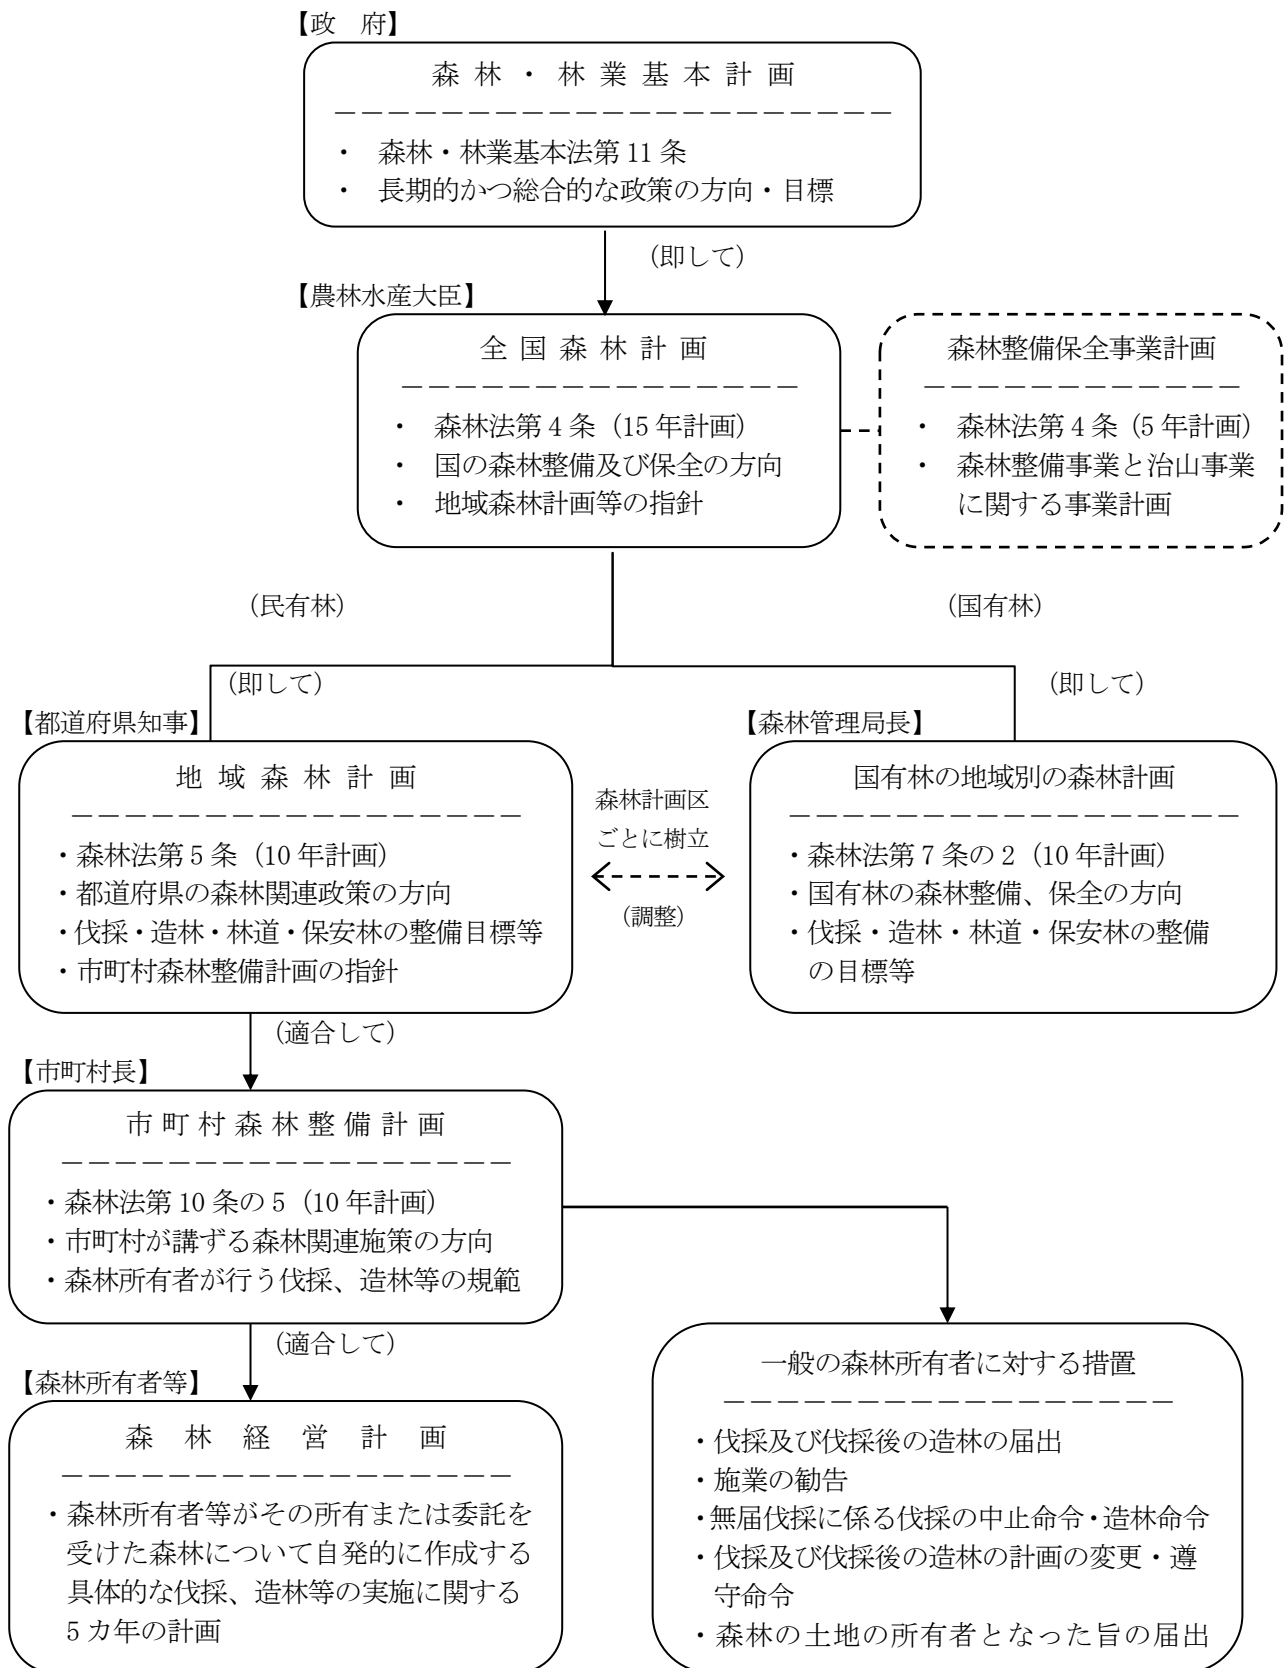 【政　府】
森林・林業基本計画
・　森林・林業基本法第11条
・　長期的かつ総合的な政策の方向・目標
（即して）
【農林水産大臣】
全国森林計画
・　森林法第4条（15年計画）
・　国の森林整備及び保全の方向
・　地域森林計画等の指針
森林整備保全事業計画
・　森林法第4条（5年計画）
・　森林整備事業と治山事業
に関する事業計画
（民有林）
（国有林）
（即して）
（即して）
【都道府県知事】
地域森林計画
・森林法第5条（10年計画）
・都道府県の森林関連政策の方向
・伐採・造林・林道・保安林の整備目標等
・市町村森林整備計画の指針
森林計画区
ごとに樹立
（調整）
【森林管理局長】
国有林の地域別の森林計画
・森林法第7条の2（10年計画）
・国有林の森林整備、保全の方向
・伐採・造林・林道・保安林の整備
の目標等
（適合して）
【市町村長】
市町村森林整備計画
・森林法第10条の5（10年計画）
・市町村が講ずる森林関連施策の方向
・森林所有者が行う伐採、造林等の規範
（適合して）
【森林所有者等】
森林経営計画
・森林所有者等がその所有または委託を
受けた森林について自発的に作成する
具体的な伐採、造林等の実施に関する
5カ年の計画
一般の森林所有者に対する措置
・伐採及び伐採後の造林の届出
・施業の勧告
・無届伐採に係る伐採の中止命令・造林命令
・伐採及び伐採後の造林の計画の変更・遵
守命令
・森林の土地の所有者となった旨の届出